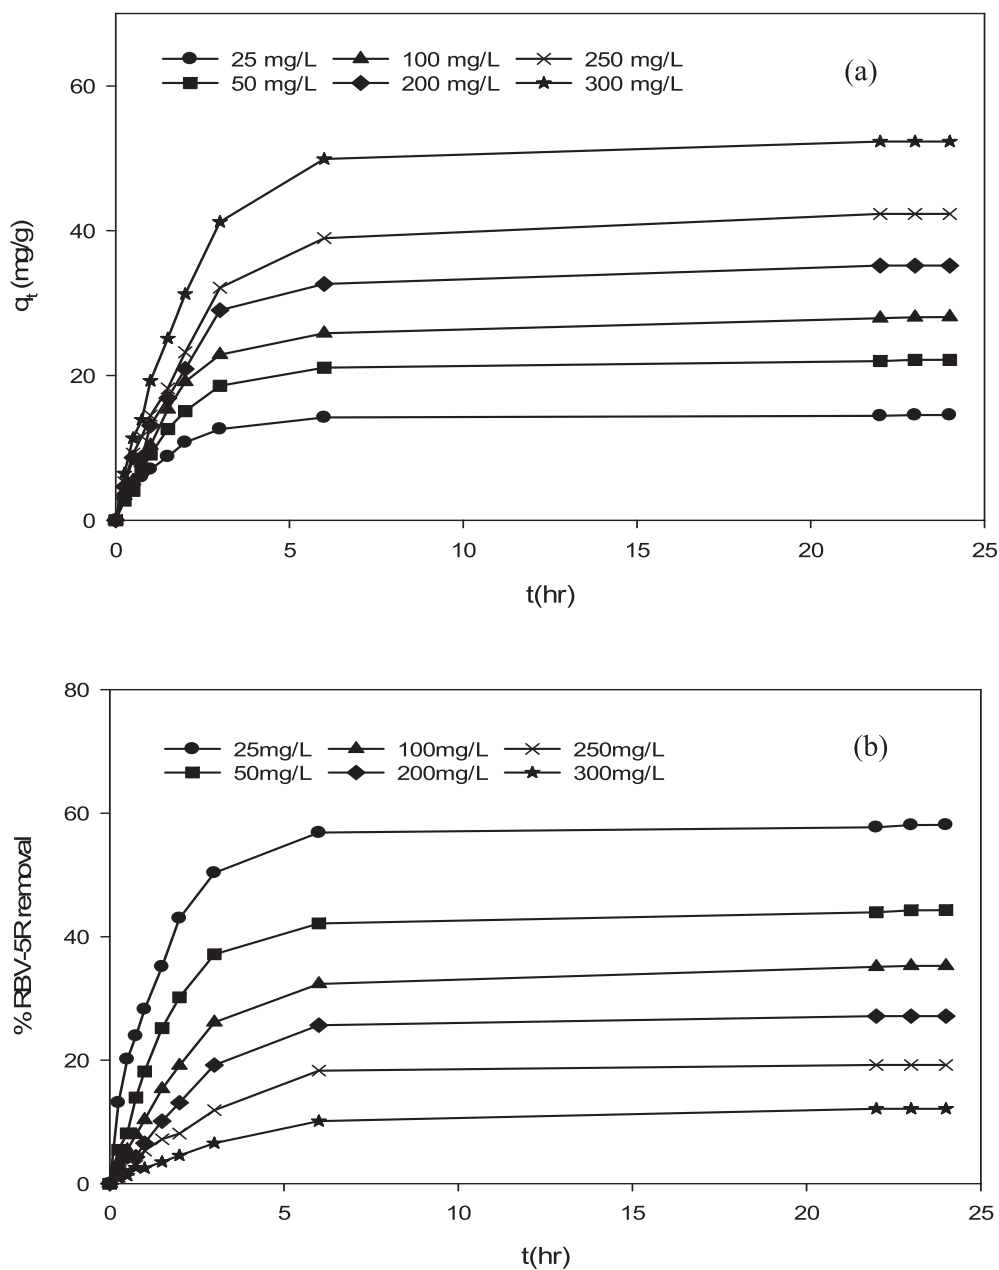 25 mg/L 100 mg/L 250 mg/L
50 mg/L 200 mg/L 300 mg/L
(a)
60
40
20
0
qt (mg/g)
0 5 10 15 20 25
t(hr)
80
25mg/L 100mg/L 250mg/L
50mg/L 200mg/L 300mg/L
(b)
60
40
20
0
% RBV-5R removal
0 5 10 15 20 25
t(hr)